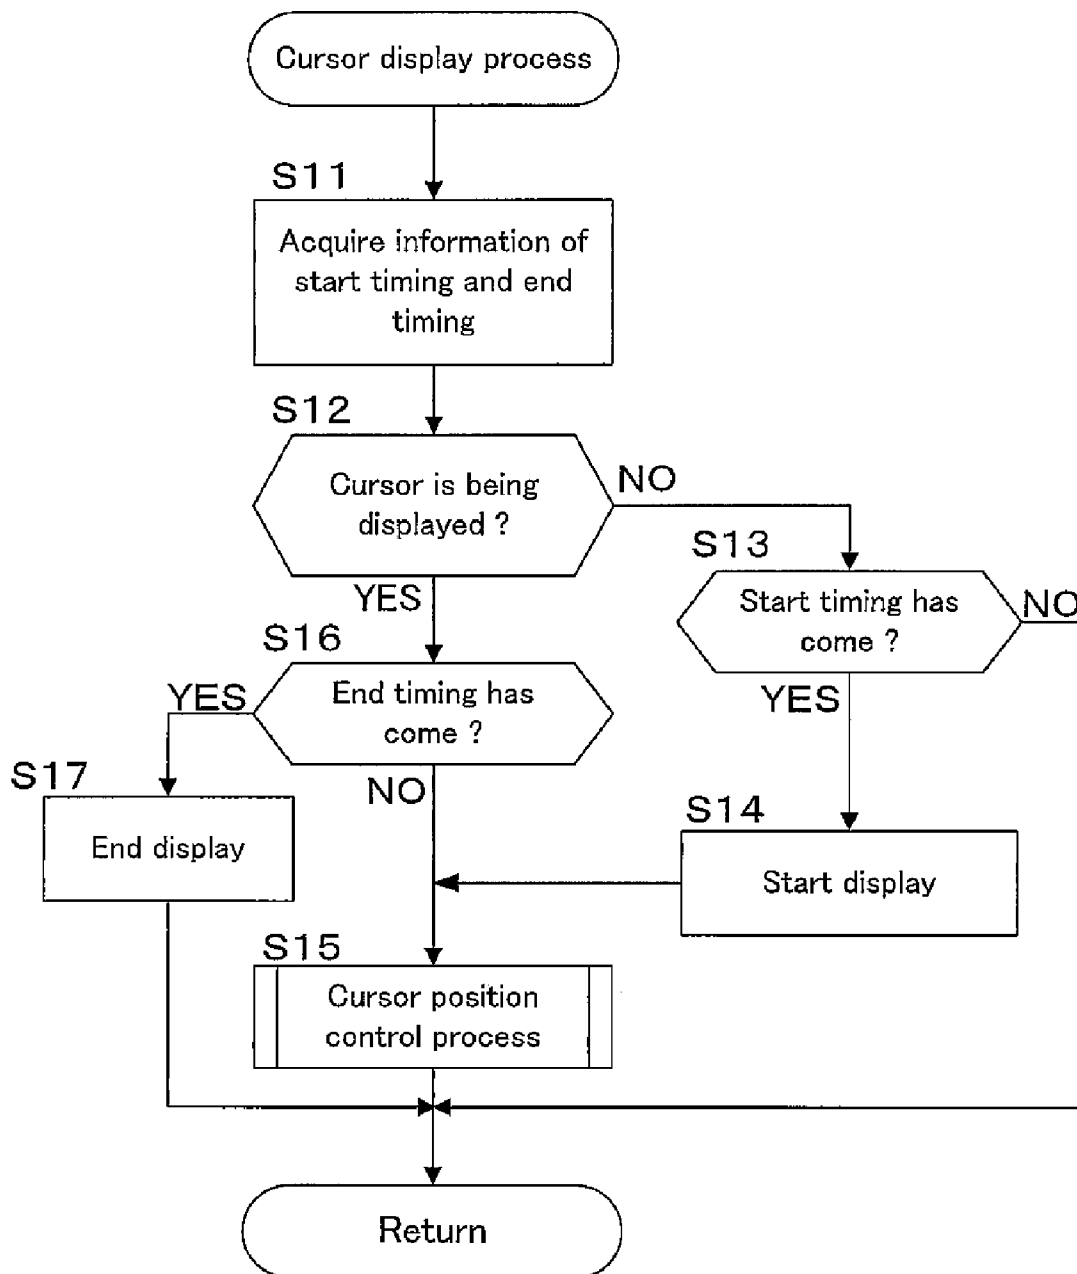 Cursor display process
S11
Acquire information of
start timing and end
timing
S12
Cursor is being
displayed ?
NO
YES
S13
Start timing has
come ?
NO
YES
S16
End timing has
come ?
YES
NO
S17
End display
S14
Start display
S15
Cursor position
control process
Return